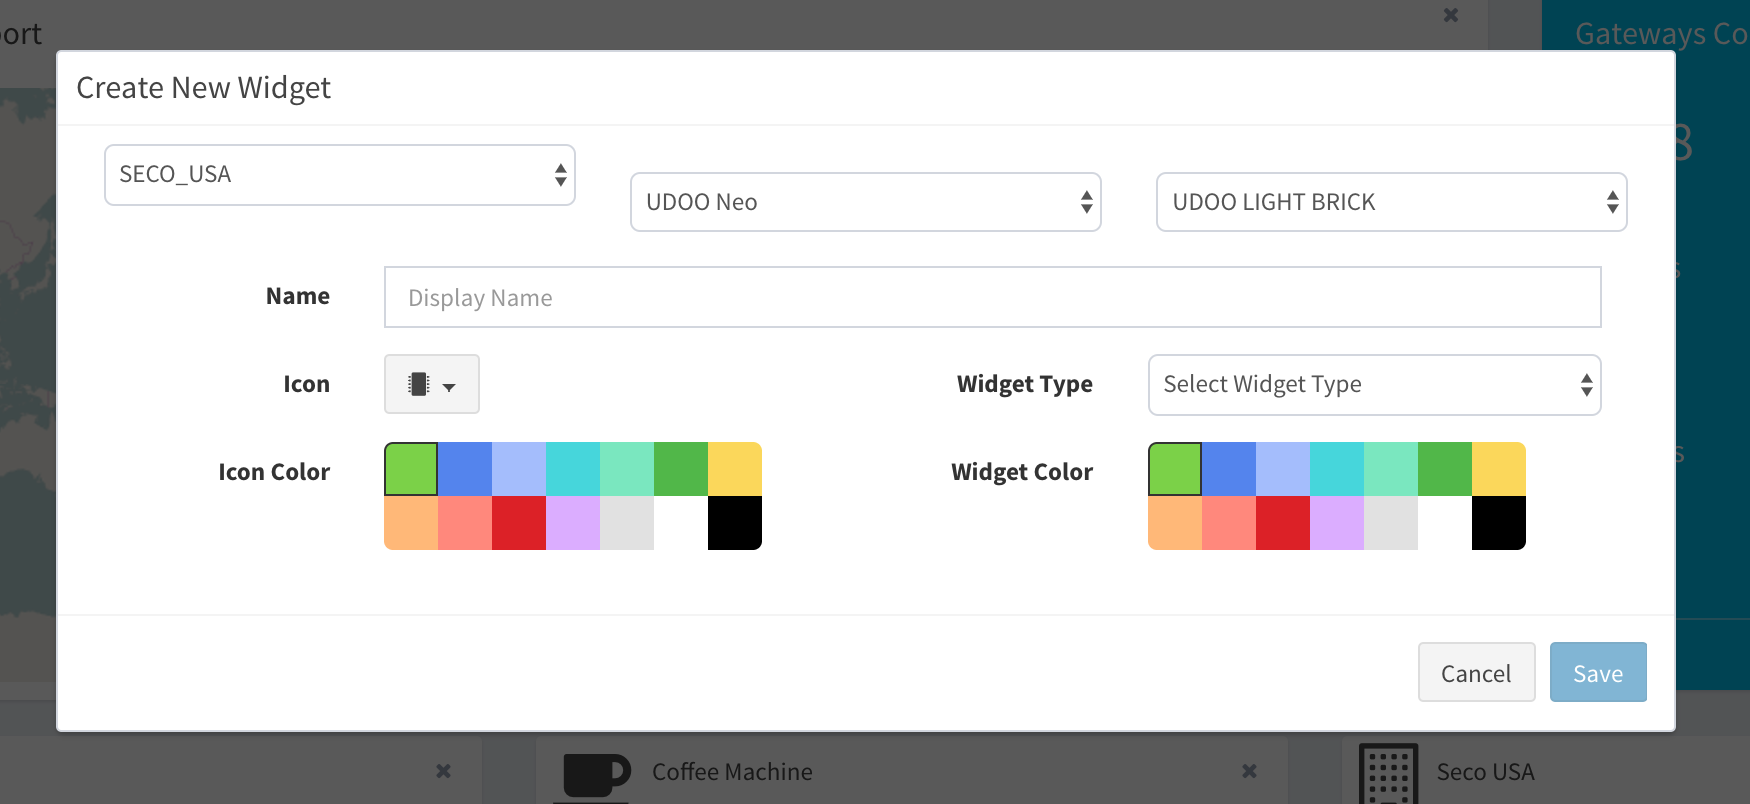 ort
Gateways Co
Create New Widget
8
SECO_USA
UDOO Neo
UDOO LIGHT BRICK
s
Name
Display Name
Icon
Widget Type
Select Widget Type
Icon Color
Widget Color
s
Cancel
Save
Coffee Machine
Seco USA